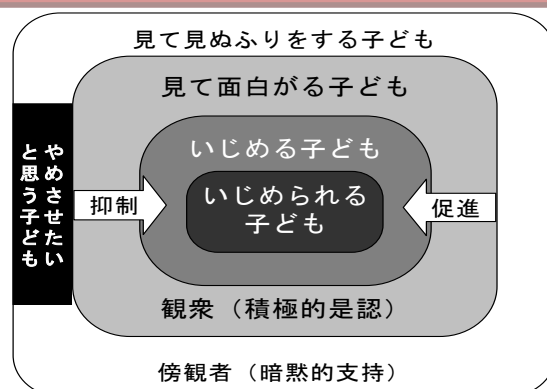 見て見ぬふりをする子ども
見て面白がる子ども
いじめる子ども
いじめられる
子ども
やめさせたい
と思う子ども
抑制
促進
観衆（積極的是認）
傍観者（暗黙的支持）